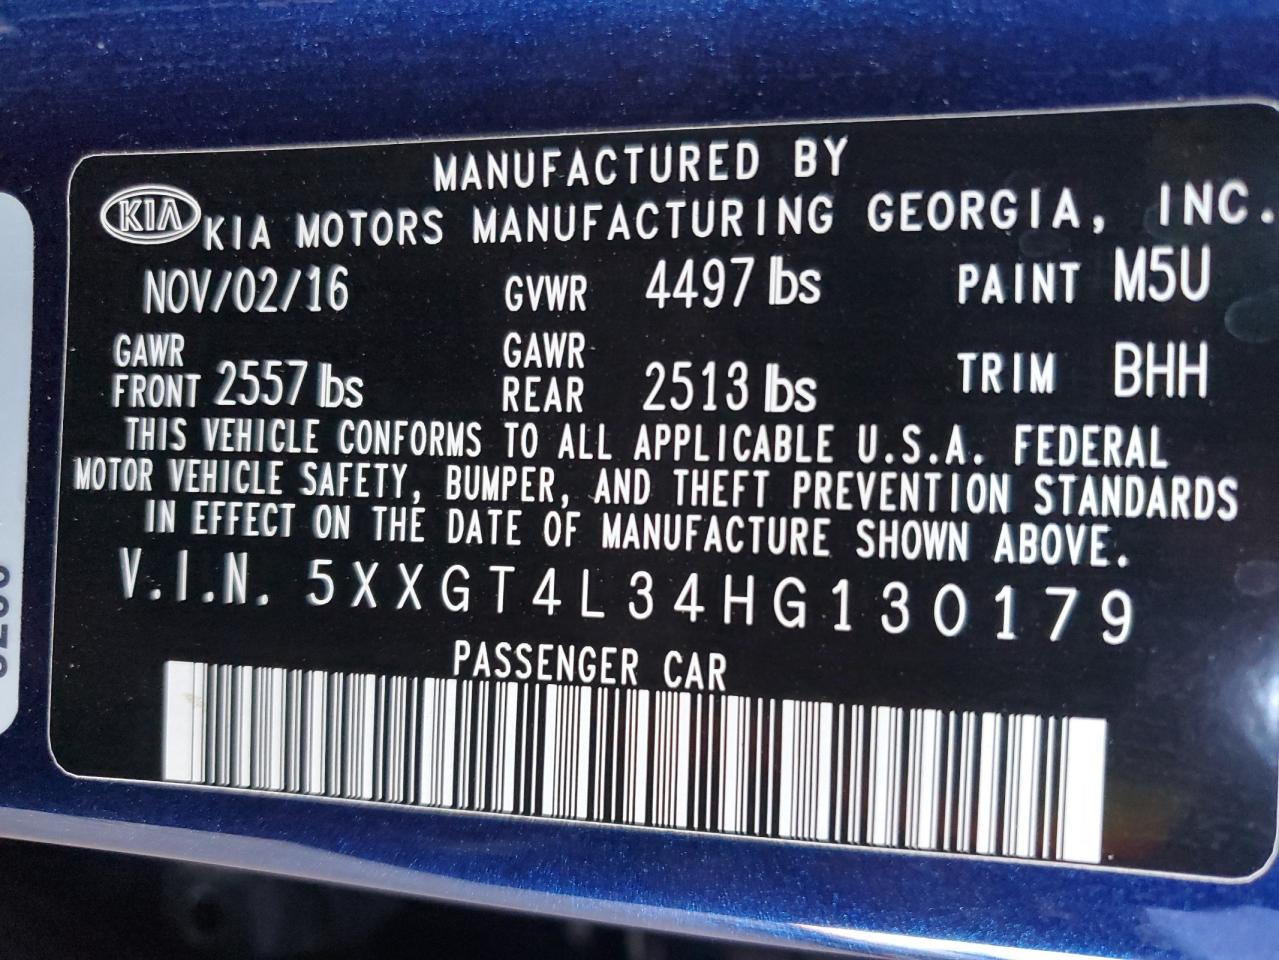 MANUFACTURED BY
KIA KIA MOTORS MANUFACTURING GEORGIA, INC.
NOV/02/16 GVWR 4497 lbs PAINT M5U
GAWR FRONT 2557 lbs GAWR REAR 2513 lbs TRIM BHH
THIS VEHICLE CONFORMS TO ALL APPLICABLE U.S.A. FEDERAL
MOTOR VEHICLE SAFETY, BUMPER, AND THEFT PREVENTION STANDARDS
IN EFFECT ON THE DATE OF MANUFACTURE SHOWN ABOVE.
V.I.N. 5XXGT4L34HG130179
PASSENGER CAR